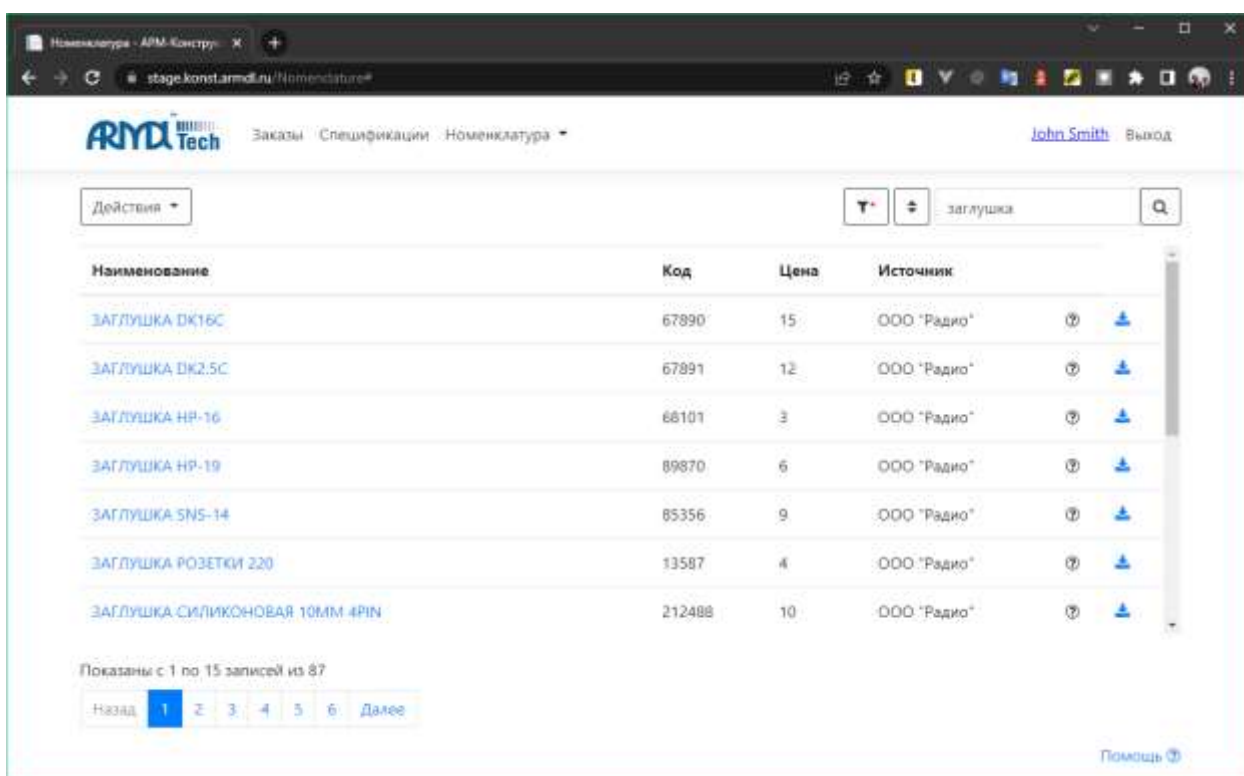 Номенклатура - АРМ-Констру
stage.konst.armdl.ru/Nomenclature#
ARMDL Tech Заказы Спецификации Номенклатура John Smith Выход
Действия заглушка
Наименование Код Цена Источник
ЗАГЛУШКА DK16C 67890 15 ООО "Радио"
ЗАГЛУШКА DK2.5C 67891 12 ООО "Радио"
ЗАГЛУШКА HP-16 68101 3 ООО "Радио"
ЗАГЛУШКА HP-19 89870 6 ООО "Радио"
ЗАГЛУШКА SNS-14 85356 9 ООО "Радио"
ЗАГЛУШКА РОЗЕТКИ 220 13587 4 ООО "Радио"
ЗАГЛУШКА СИЛИКОНОВАЯ 10ММ 4PIN 212488 10 ООО "Радио"
Показаны с 1 по 15 записей из 87
Назад 1 2 3 4 5 6 Далее
Помощь